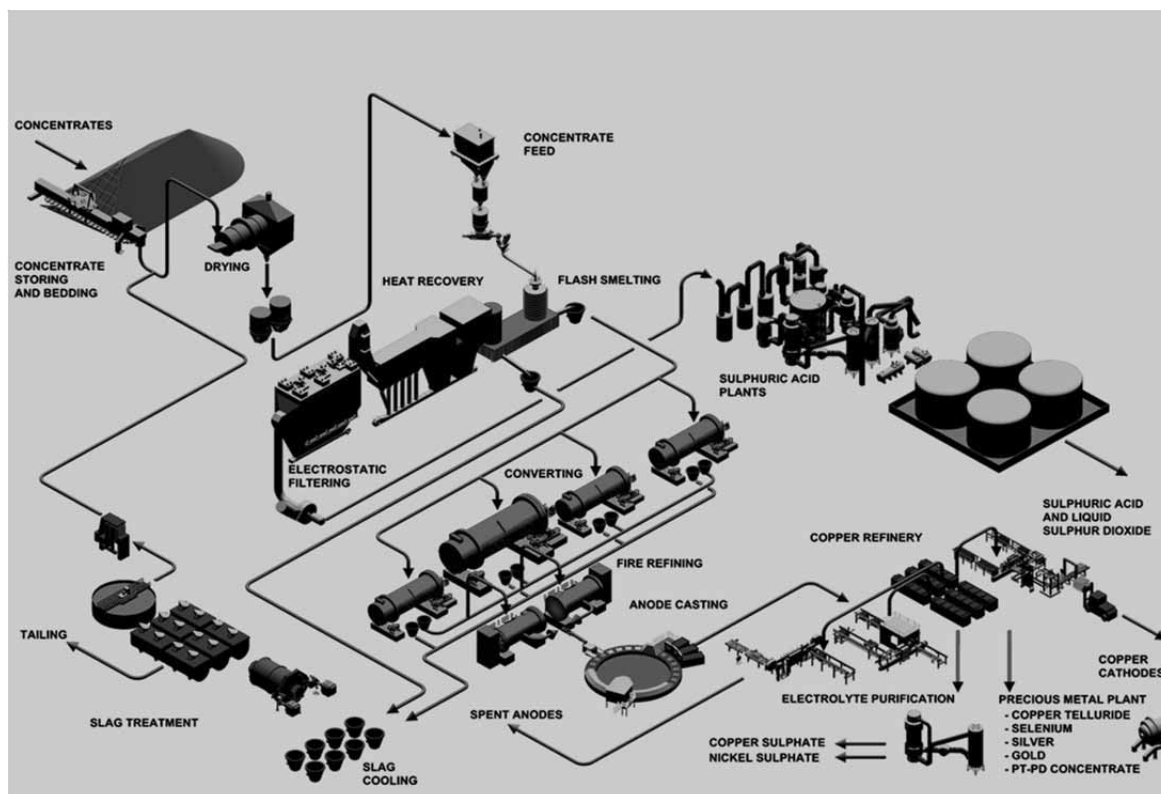 CONCENTRATES
CONCENTRATE
FEED
CONCENTRATE
STORING
AND BEDDING
DRYING
HEAT RECOVERY
FLASH SMELTING
SULPHURIC ACID
PLANTS
ELECTROSTATIC
FILTERING
CONVERTING
SULPHURIC ACID
AND LIQUID
SULPHUR DIOXIDE
COPPER REFINERY
FIRE REFINING
ANODE CASTING
TAILING
COPPER
CATHODES
SLAG TREATMENT
SPENT ANODES
ELECTROLYTE PURIFICATION
PRECIOUS METAL PLANT
- COPPER TELLURIDE
- SELENIUM
- SILVER
- GOLD
- PT-PD CONCENTRATE
COPPER SULPHATE
NICKEL SULPHATE
SLAG
COOLING